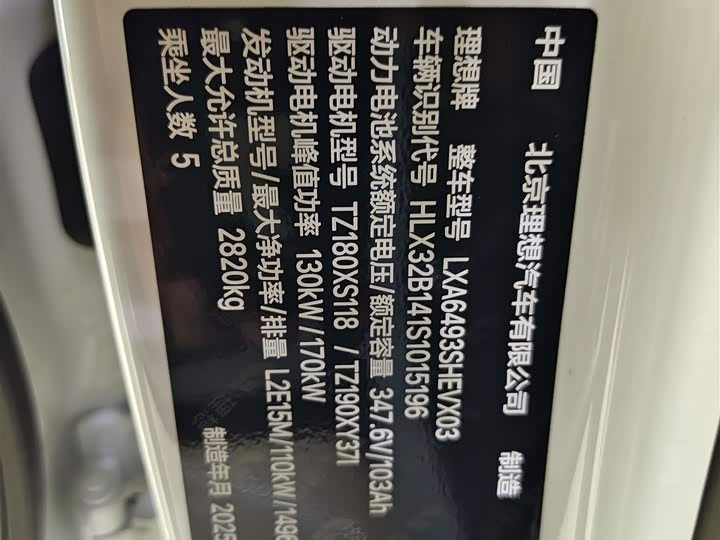 中国 北京理想汽车有限公司 制造
理想牌 整车型号 LXA6493SHEVX03
车辆识别代号 HLX32B141S1015196
动力电池系统额定电压/额定容量 347.6V/103Ah
驱动电机型号 TZ180XS118 /TZ190XY371
驱动电机峰值功率 130kW/170kW
发动机型号/最大净功率/排量 L2E15M/110kW/1496
最大允许总质量 2820kg
乘坐人数 5 制造年月 2025